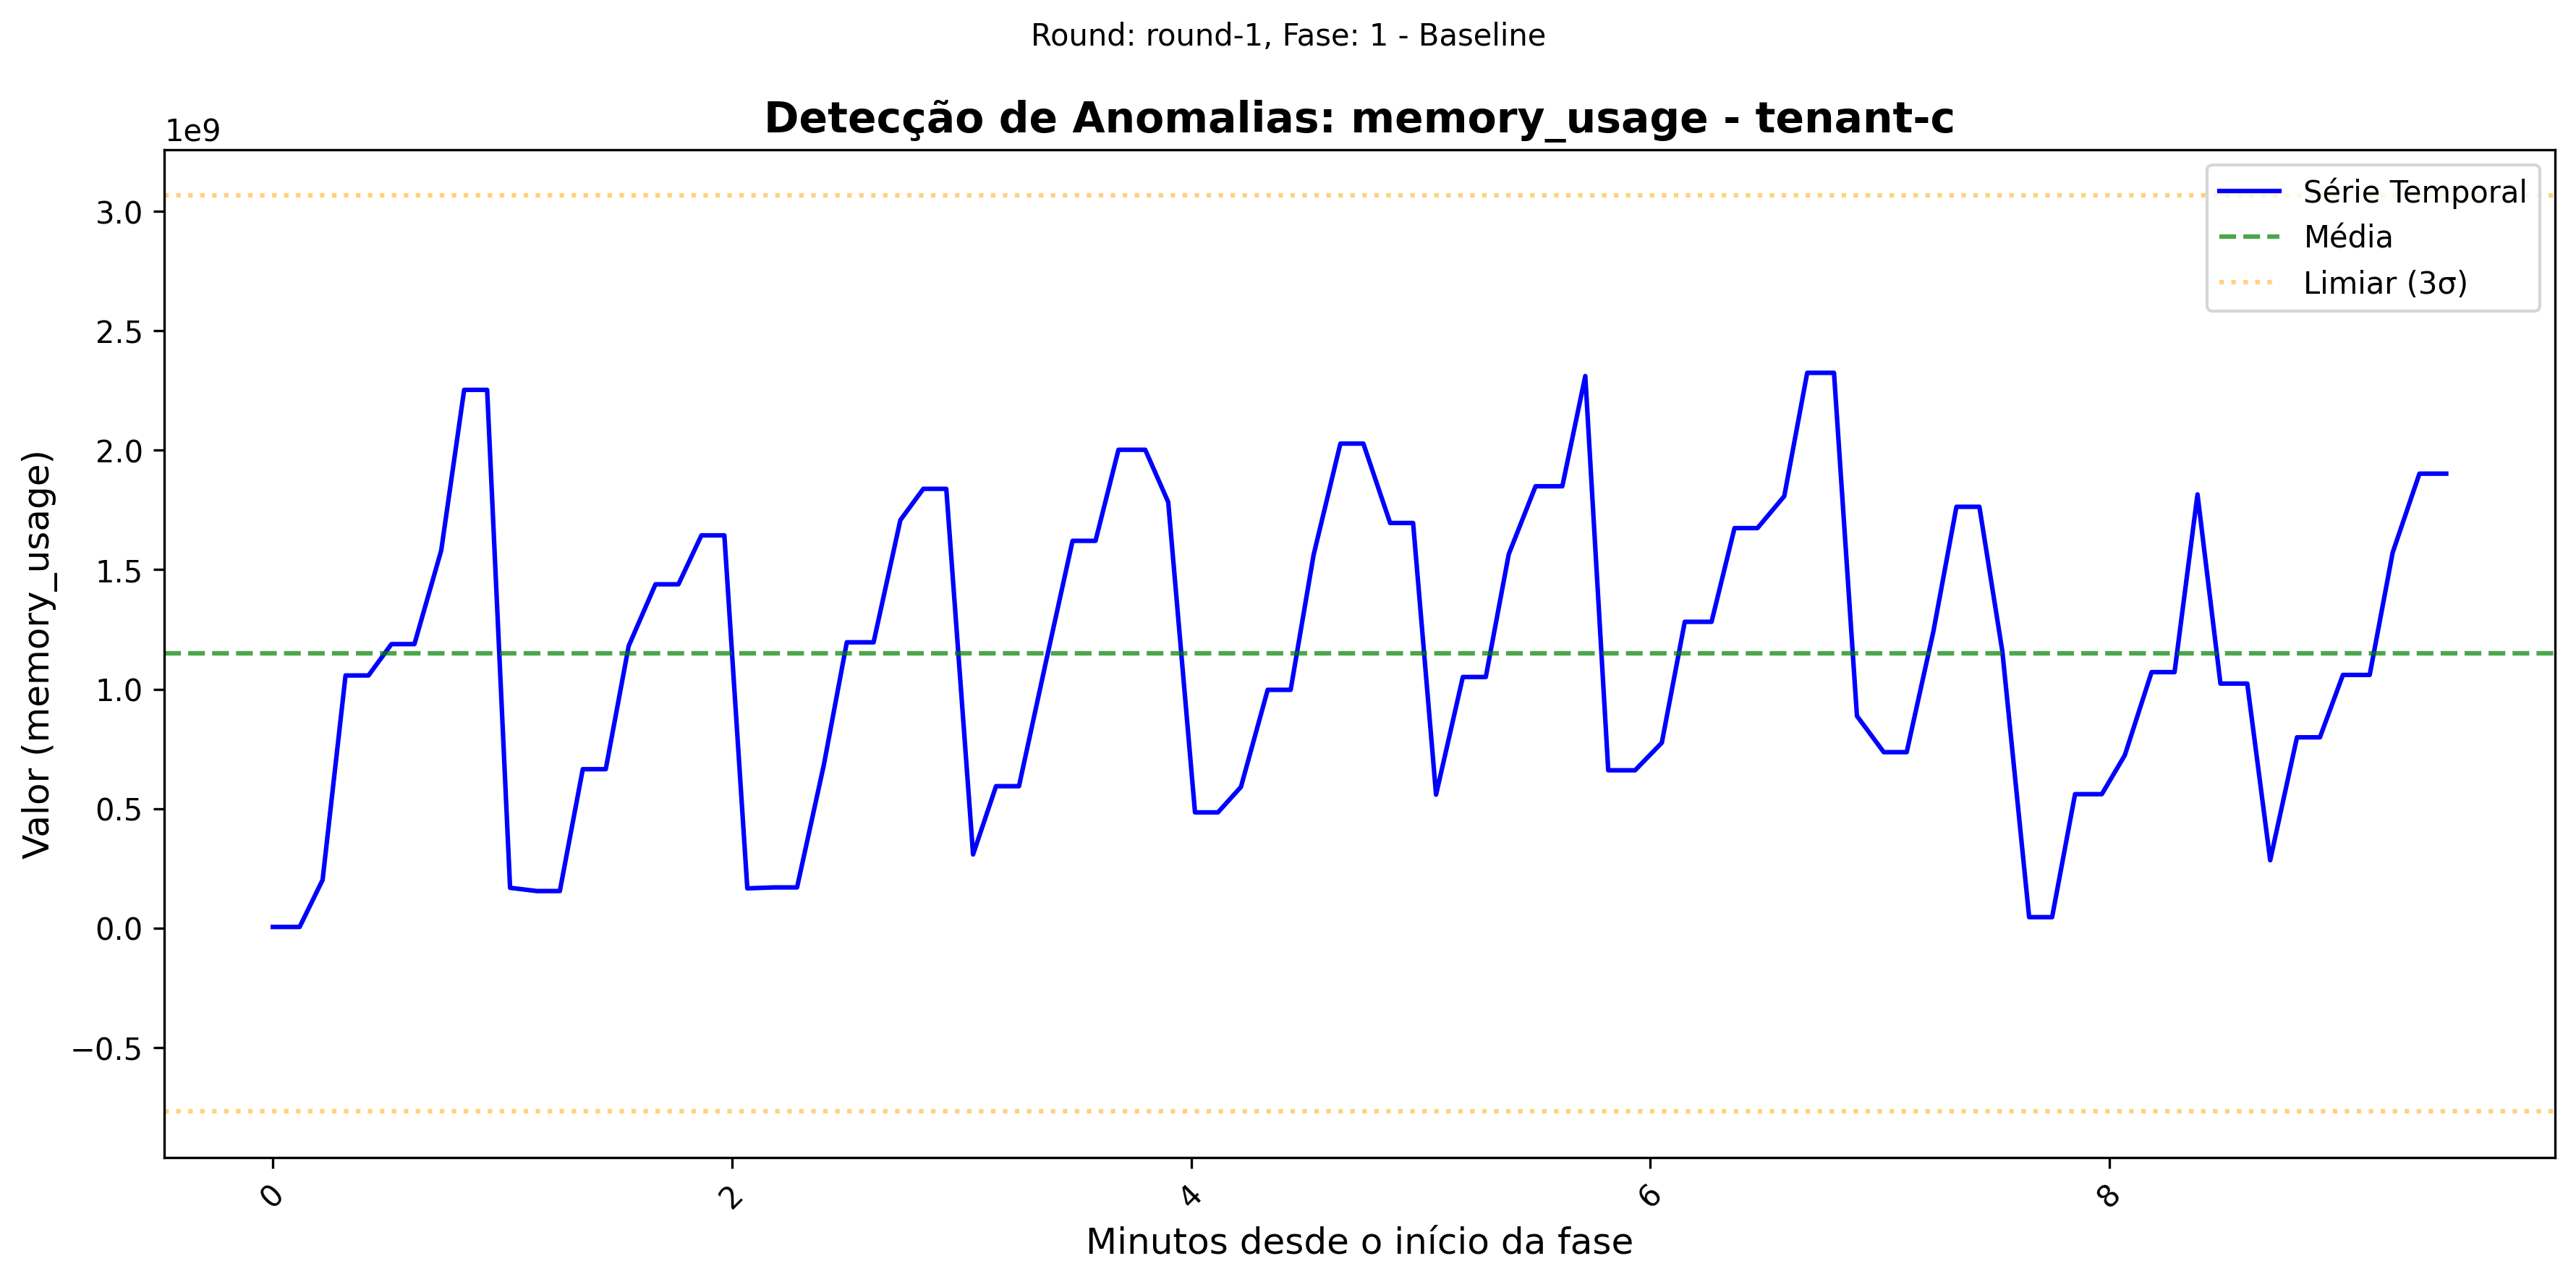 Round: round-1, Fase: 1 - Baseline
Detecção de Anomalias: memory_usage - tenant-c
1e9
3.0
2.5
2.0
1.5
1.0
0.5
0.0
−0.5
Valor (memory_usage)
Série Temporal
Média
Limiar (3σ)
0
2
4
6
8
Minutos desde o início da fase